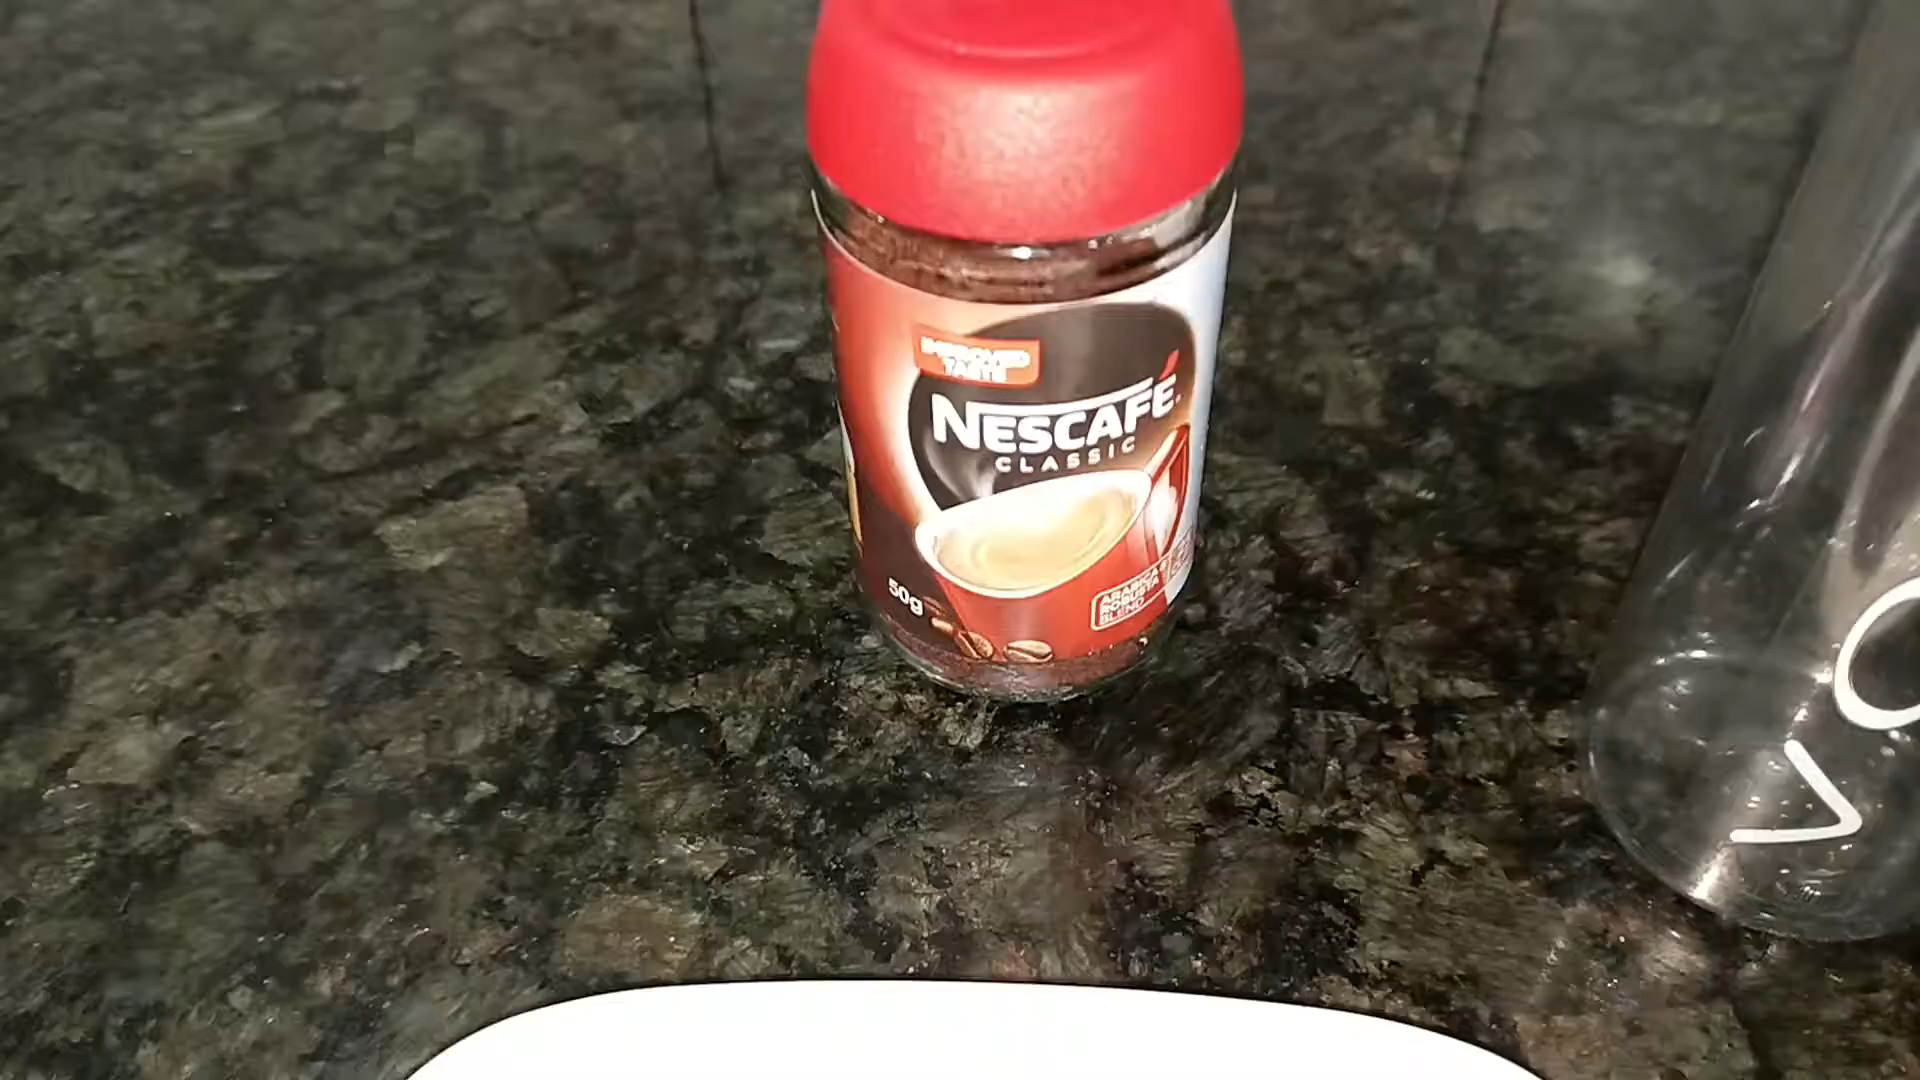 IMPROVED
TASTE
NESCAFÉ
CLASSIC
50g
ARABICA &
ROBUSTA
BLEND